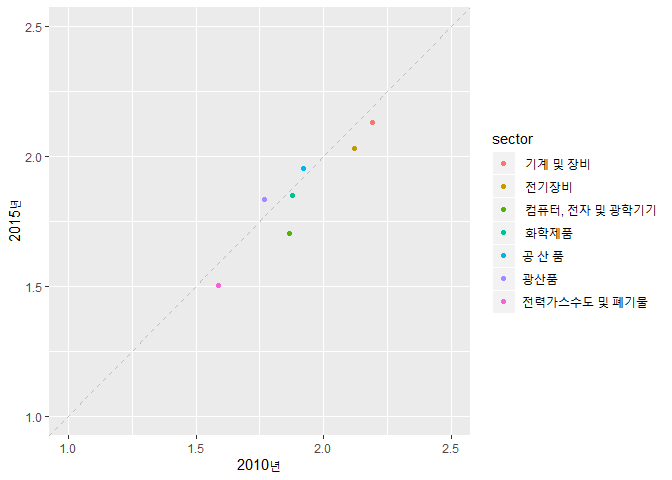 2.5
2.0
1.5
1.0
2015년
1.0
1.5
2.0
2.5
2010년
sector
기계 및 장비
전기장비
컴퓨터, 전자 및 광학기기
화학제품
공 산 품
광산품
전력가스수도 및 폐기물